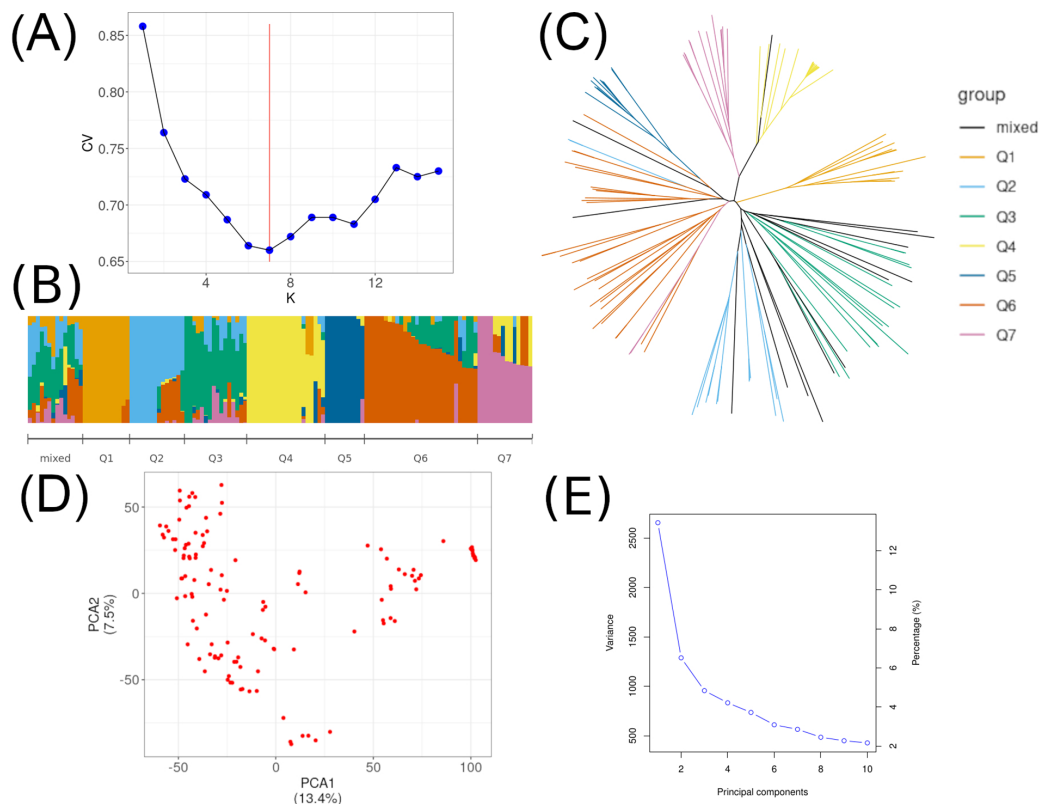 (A)
0.85
0.80
0.75
0.70
0.65
CV
4
8
12
K
(B)
mixed Q1 Q2 Q3 Q4 Q5 Q6 Q7
(C)
group
mixed
Q1
Q2
Q3
Q4
Q5
Q6
Q7
(D)
50
0
-50
PCA2
(7.5%)
-50 0 50 100
PCA1
(13.4%)
(E)
2500
2000
1500
1000
500
Variance
12
10
8
6
4
2
Percentage (%)
2 4 6 8 10
Principal components